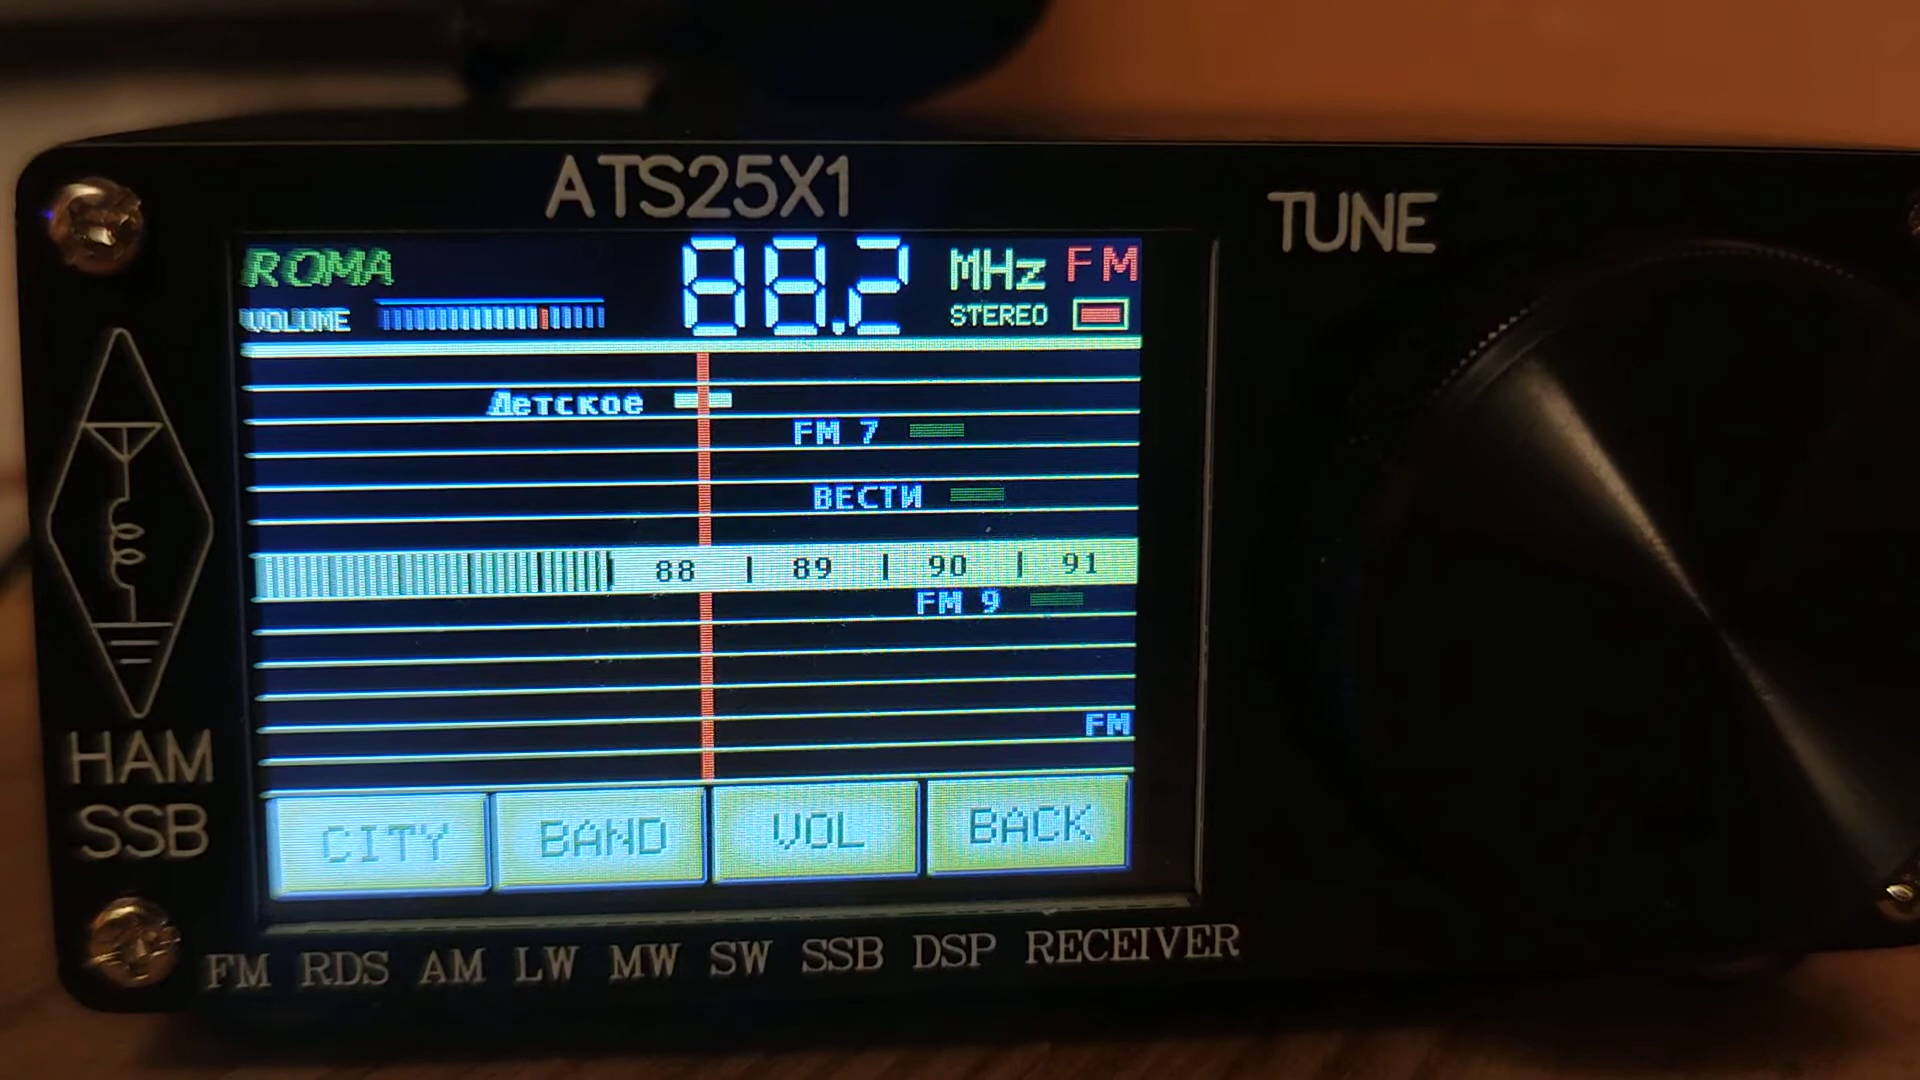 ATS25X1
TUNE
ROMA
88.2 MHz FM
VOLUME
STEREO
Детское
FM 7
ВЕСТИ
88 89 90 91
FM 9
FM
CITY BAND VOL BACK
HAM
SSB
FM RDS AM LW MW SW SSB DSP RECEIVER